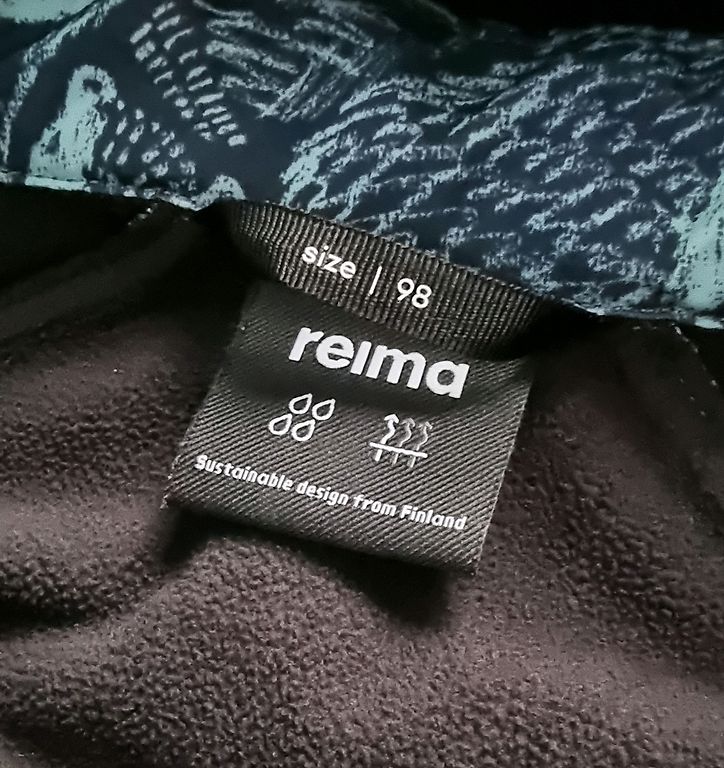 size | 98
reima
Sustainable design from Finland